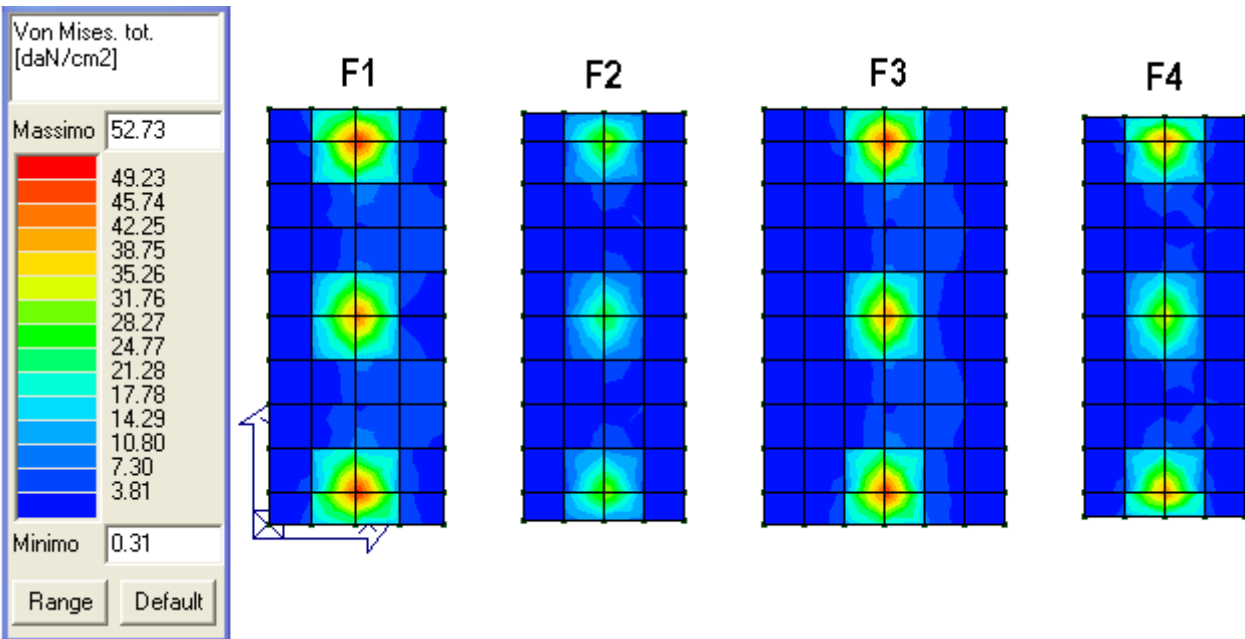 Von Mises. tot.
[daN/cm2]
Massimo 52.73
49.23
45.74
42.25
38.75
35.26
31.76
28.27
24.77
21.28
17.78
14.29
10.80
7.30
3.81
Minimo 0.31
Range Default
F1 F2 F3 F4